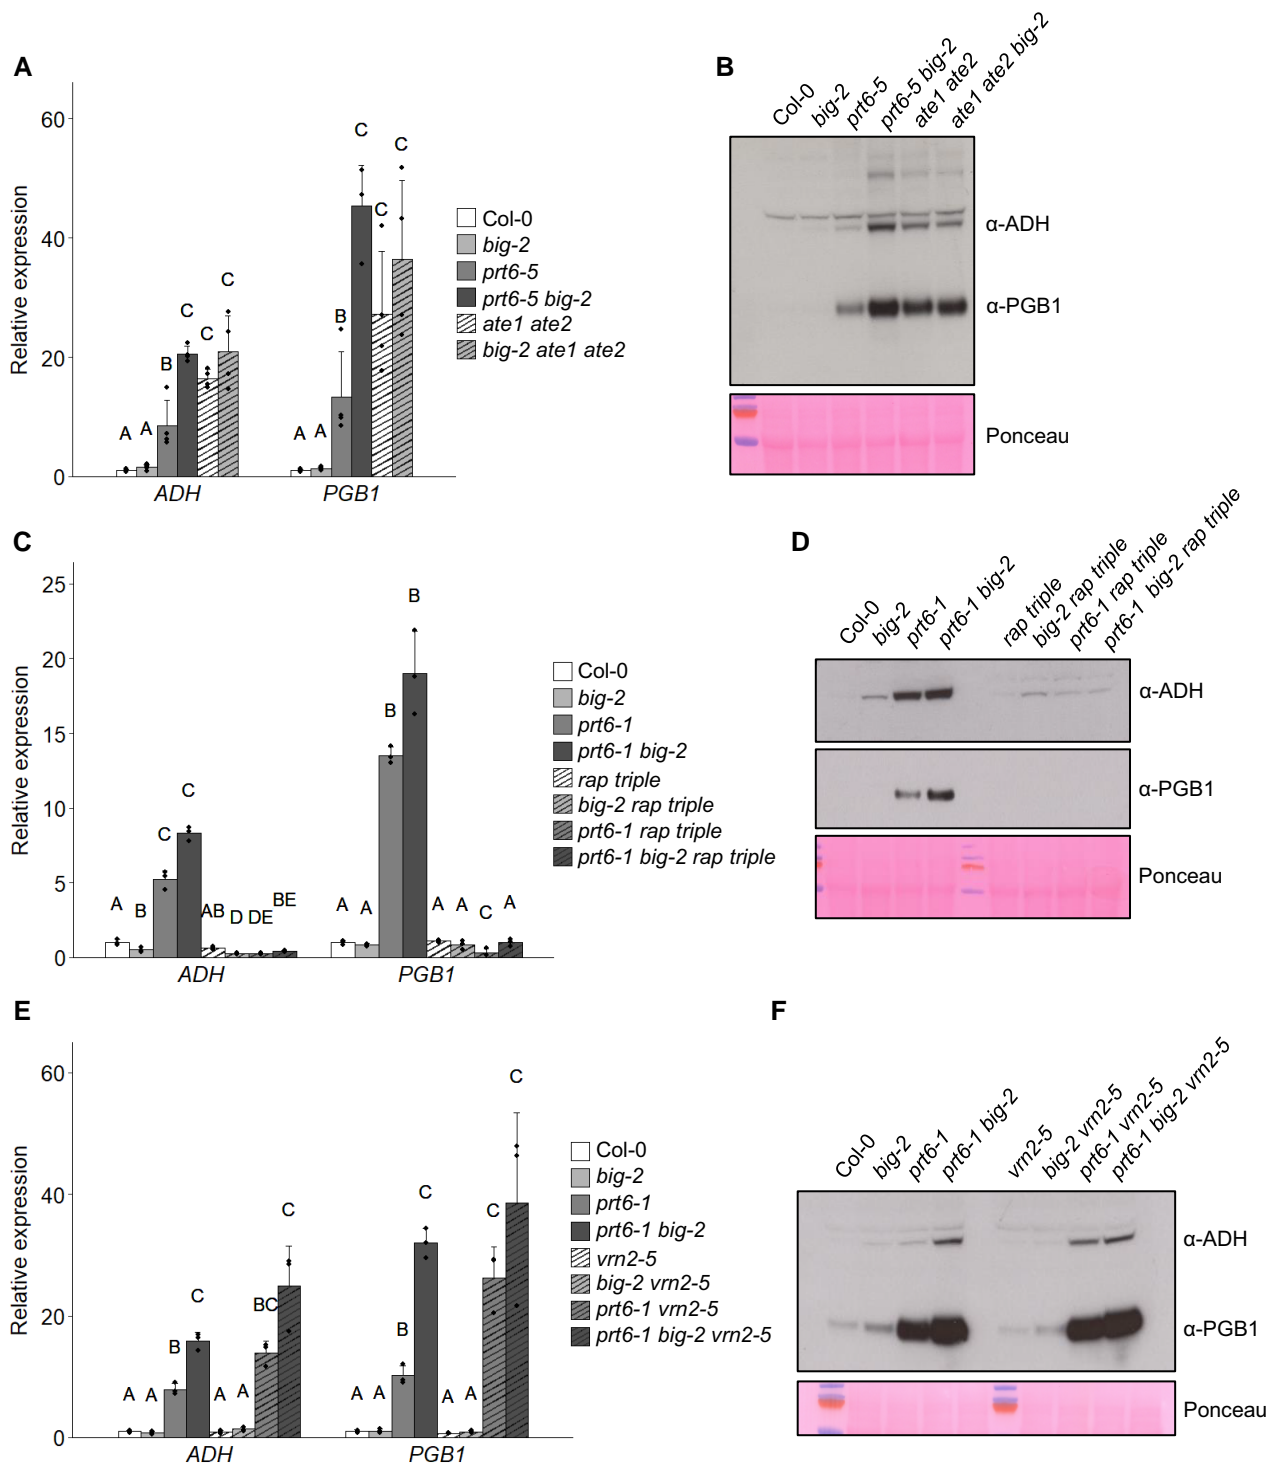 A
Relative expression
60
40
20
0
A
A
B
C
C
C
A
A
B
C
C
C
ADH
PGB1
Col-0
big-2
prt6-5
prt6-5 big-2
ate1 ate2
big-2 ate1 ate2
B
Col-0
big-2
prt6-5
prt6-5 big-2
ate1 ate2
ate1 ate2 big-2
α-ADH
α-PGB1
Ponceau
C
Relative expression
25
20
15
10
5
0
A
B
C
C
AB
D
DE
BE
A
A
B
B
A
A
C
A
ADH
PGB1
Col-0
big-2
prt6-1
prt6-1 big-2
rap triple
big-2 rap triple
prt6-1 rap triple
prt6-1 big-2 rap triple
D
Col-0
big-2
prt6-1
prt6-1 big-2
rap triple
big-2 rap triple
prt6-1 rap triple
prt6-1 big-2 rap triple
α-ADH
α-PGB1
Ponceau
E
Relative expression
60
40
20
0
A
A
B
C
A
A
BC
C
A
A
B
C
A
A
C
C
ADH
PGB1
Col-0
big-2
prt6-1
prt6-1 big-2
vrn2-5
big-2 vrn2-5
prt6-1 vrn2-5
prt6-1 big-2 vrn2-5
F
Col-0
big-2
prt6-1
prt6-1 big-2
vrn2-5
big-2 vrn2-5
prt6-1 vrn2-5
prt6-1 big-2 vrn2-5
α-ADH
α-PGB1
Ponceau